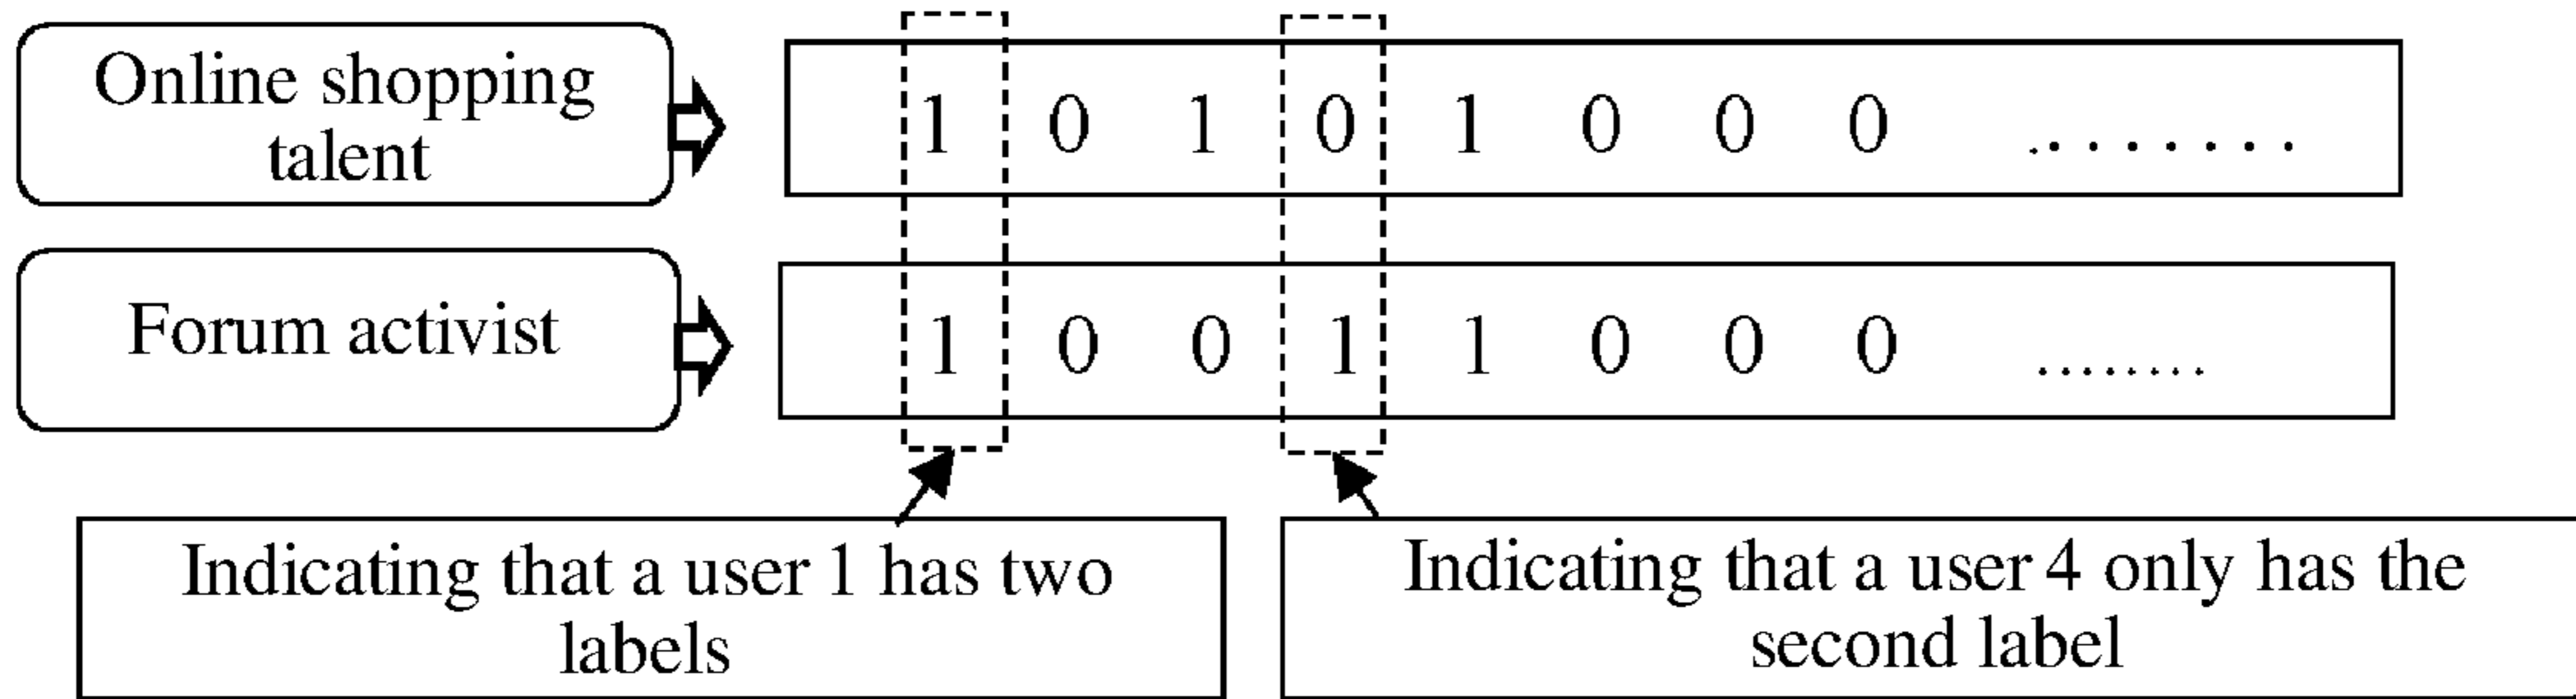 Online shopping
talent
1 0 1 0 1 0 0 0 ........
Forum activist
1 0 0 1 1 0 0 0 ........
Indicating that a user 1 has two
labels
Indicating that a user 4 only has the
second label